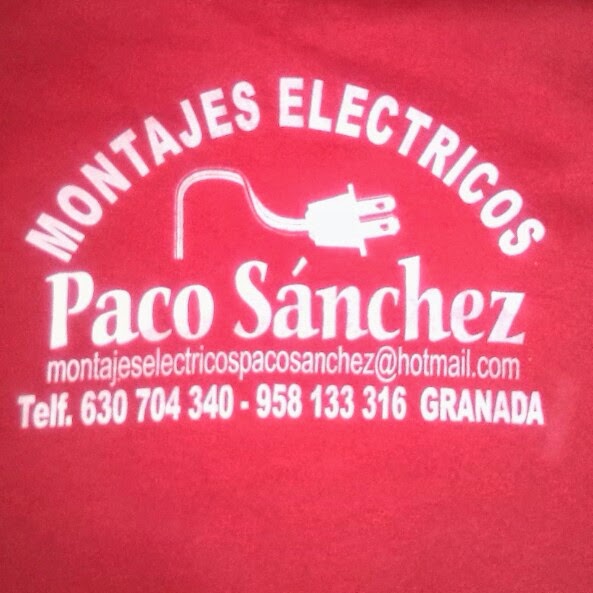 MONTAJES ELECTRICOS
Paco Sánchez
montajeselectricospacosanchez@hotmail.com
Telf. 630 704 340 - 958 133 316 GRANADA